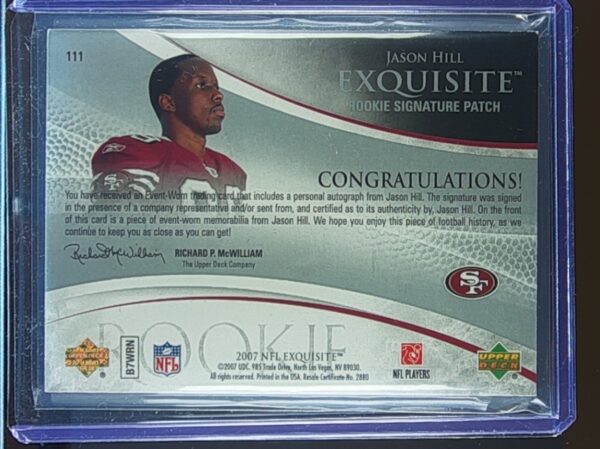 111
JASON HILL
EXQUISITE™
ROOKIE SIGNATURE PATCH
CONGRATULATIONS!
You have received an Event-Worn trading card that includes a personal autograph from Jason Hill. The signature was signed
in the presence of a company representative and/or sent from, and certified as to its authenticity by, Jason Hill. On the front
of this card is a piece of event-worn memorabilia from Jason Hill. We hope you enjoy this piece of football history, as we
continue to keep you as close as you can get!
Richard McWilliam
RICHARD P. McWILLIAM
The Upper Deck Company
SF
ROOKIE
2007 NFL EXQUISITE™
©2007 UDC. 985 Trade Drive, North Las Vegas, NV 89030.
All rights reserved. Printed in the USA. Resale Certificate No. 2880
B7WRN
NFL
NFL PLAYERS
UPPER
DECK